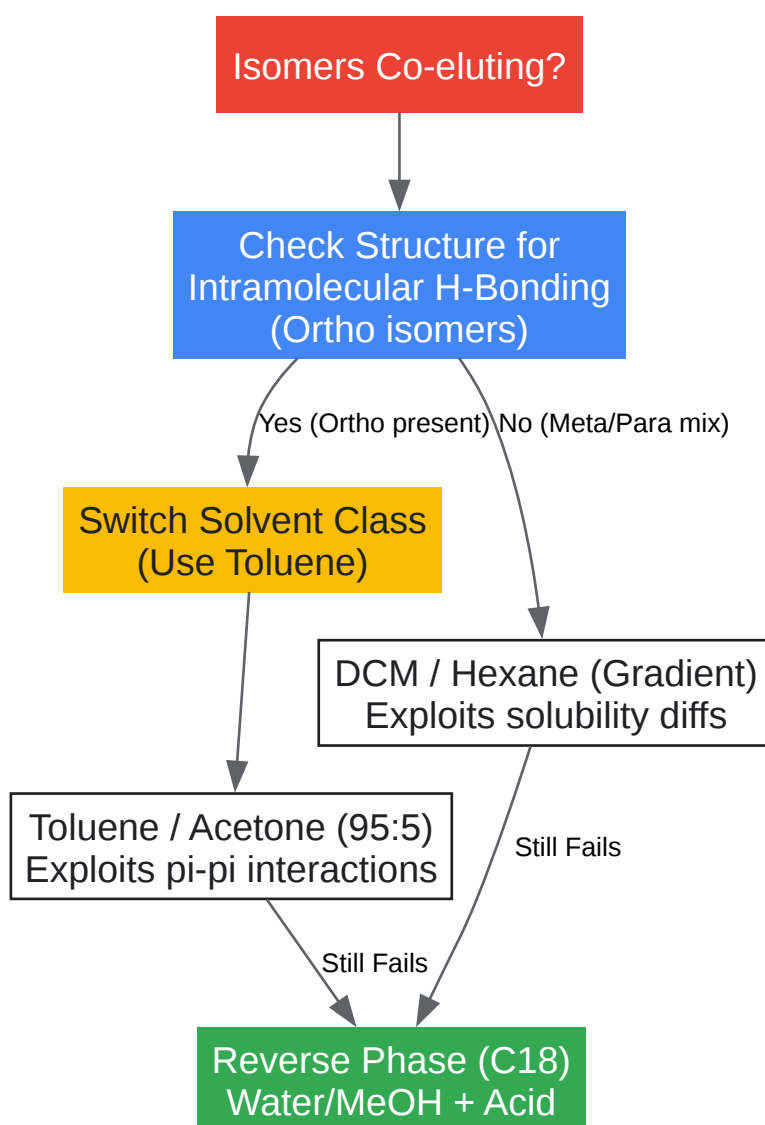 Isomers Co-eluting?
Check Structure for
Intramolecular H-Bonding
(Ortho isomers)
Yes (Ortho present)
No (Meta/Para mix)
Switch Solvent Class
(Use Toluene)
DCM / Hexane (Gradient)
Exploits solubility diffs
Toluene / Acetone (95:5)
Exploits pi-pi interactions
Still Fails
Still Fails
Reverse Phase (C18)
Water/MeOH + Acid